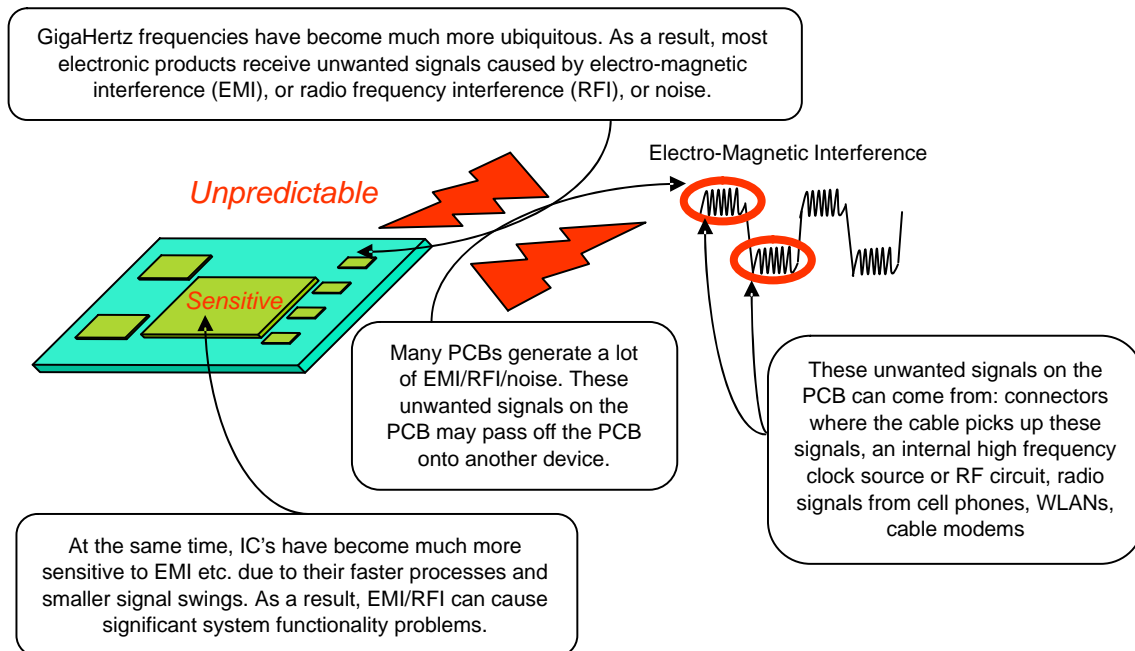 GigaHertz frequencies have become much more ubiquitous. As a result, most
electronic products receive unwanted signals caused by electro-magnetic
interference (EMI), or radio frequency interference (RFI), or noise.
Electro-Magnetic Interference
Unpredictable
Sensitive
Many PCBs generate a lot
of EMI/RFI/noise. These
unwanted signals on the
PCB may pass off the PCB
onto another device.
These unwanted signals on the
PCB can come from: connectors
where the cable picks up these
signals, an internal high frequency
clock source or RF circuit, radio
signals from cell phones, WLANs,
cable modems
At the same time, IC's have become much more
sensitive to EMI etc. due to their faster processes and
smaller signal swings. As a result, EMI/RFI can cause
significant system functionality problems.